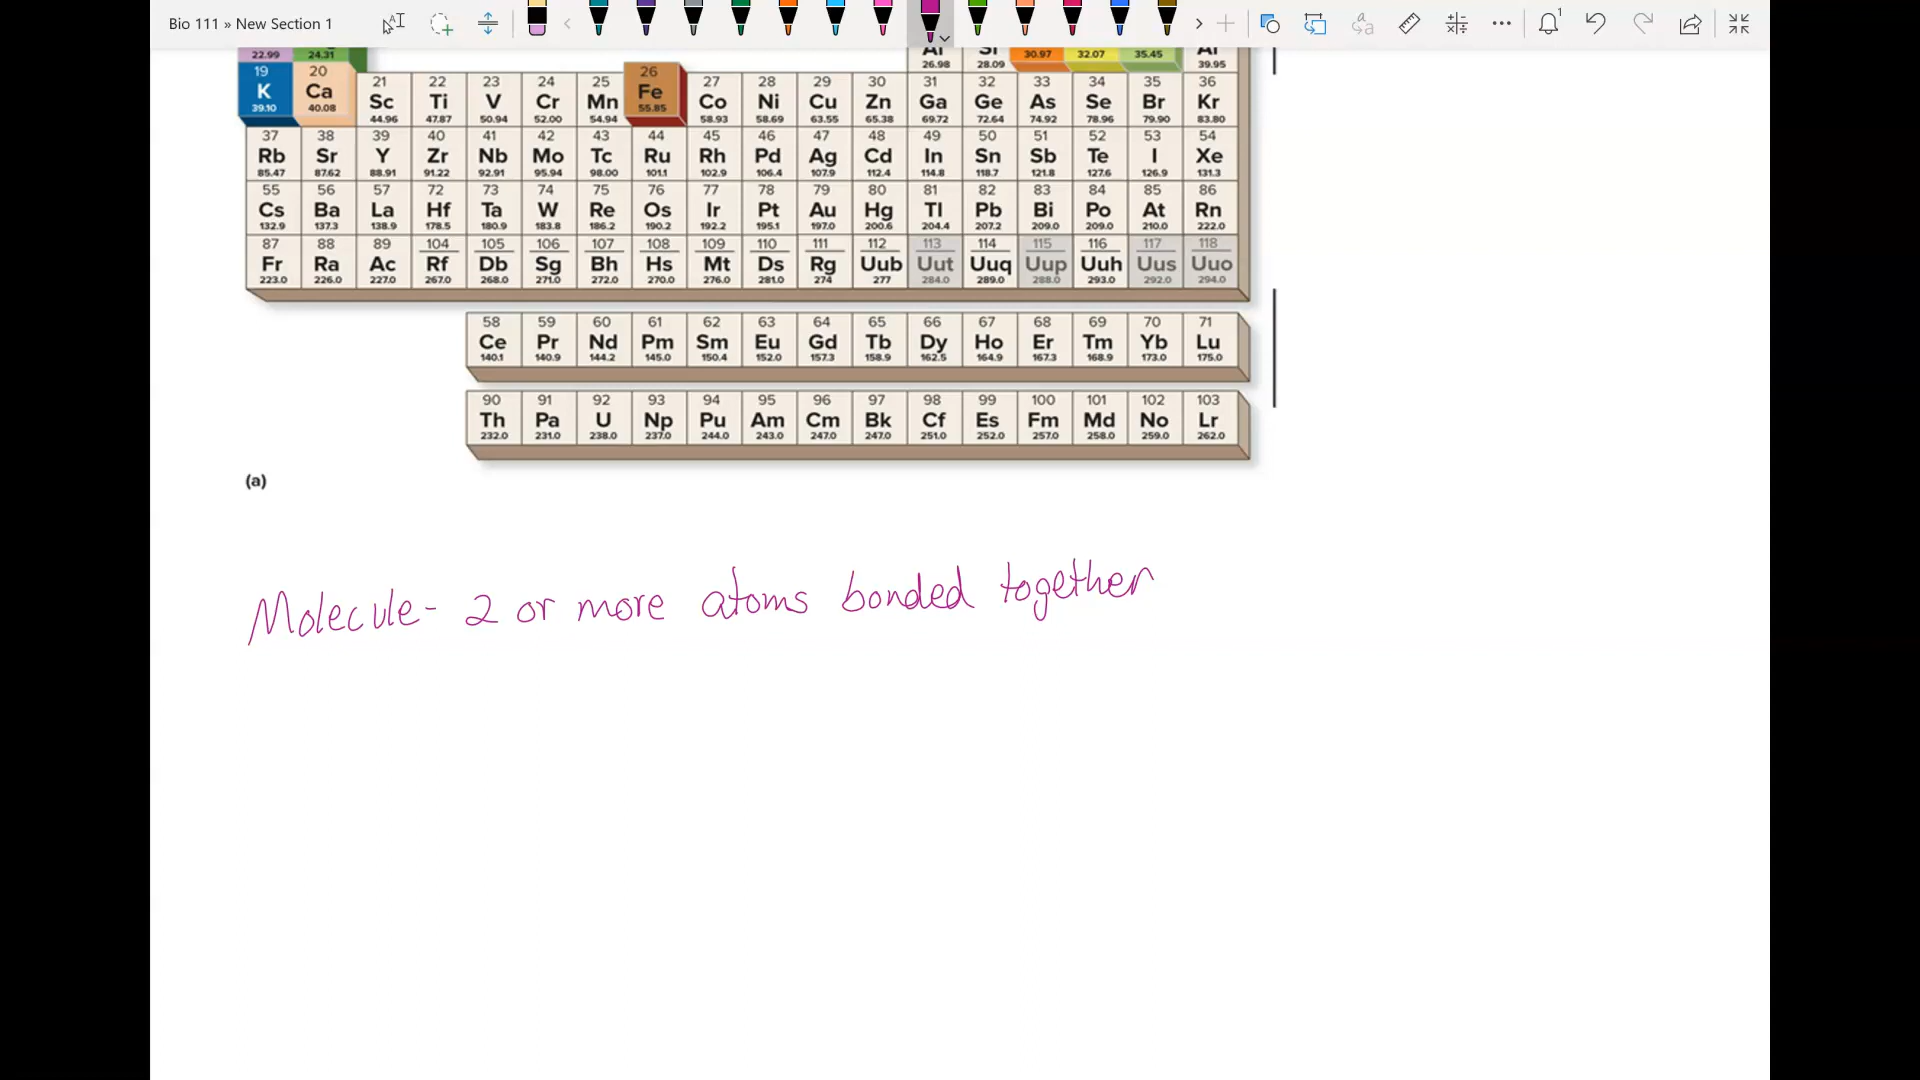 Bio 111 » New Section 1
1
22.99 24.31 Al Si 30.97 32.07 35.45 Ar
26.98 28.09 39.95
19 20 21 22 23 24 25 26 27 28 29 30 31 32 33 34 35 36
K Ca Sc Ti V Cr Mn Fe Co Ni Cu Zn Ga Ge As Se Br Kr
39.10 40.08 44.96 47.87 50.94 52.00 54.94 55.85 58.93 58.69 63.55 65.38 69.72 72.64 74.92 78.96 79.90 83.80
37 38 39 40 41 42 43 44 45 46 47 48 49 50 51 52 53 54
Rb Sr Y Zr Nb Mo Tc Ru Rh Pd Ag Cd In Sn Sb Te I Xe
85.47 87.62 88.91 91.22 92.91 95.94 98.00 101.1 102.9 106.4 107.9 112.4 114.8 118.7 121.8 127.6 126.9 131.3
55 56 57 72 73 74 75 76 77 78 79 80 81 82 83 84 85 86
Cs Ba La Hf Ta W Re Os Ir Pt Au Hg Tl Pb Bi Po At Rn
132.9 137.3 138.9 178.5 180.9 183.8 186.2 190.2 192.2 195.1 197.0 200.6 204.4 207.2 209.0 209.0 210.0 222.0
87 88 89 104 105 106 107 108 109 110 111 112 113 114 115 116 117 118
Fr Ra Ac Rf Db Sg Bh Hs Mt Ds Rg Uub Uut Uuq Uup Uuh Uus Uuo
223.0 226.0 227.0 267.0 268.0 271.0 272.0 270.0 276.0 281.0 274 277 284.0 289.0 288.0 293.0 292.0 294.0
58 59 60 61 62 63 64 65 66 67 68 69 70 71
Ce Pr Nd Pm Sm Eu Gd Tb Dy Ho Er Tm Yb Lu
140.1 140.9 144.2 145.0 150.4 152.0 157.3 158.9 162.5 164.9 167.3 168.9 173.0 175.0
90 91 92 93 94 95 96 97 98 99 100 101 102 103
Th Pa U Np Pu Am Cm Bk Cf Es Fm Md No Lr
232.0 231.0 238.0 237.0 244.0 243.0 247.0 247.0 251.0 252.0 257.0 258.0 259.0 262.0
(a)
Molecule- 2 or more atoms bonded together